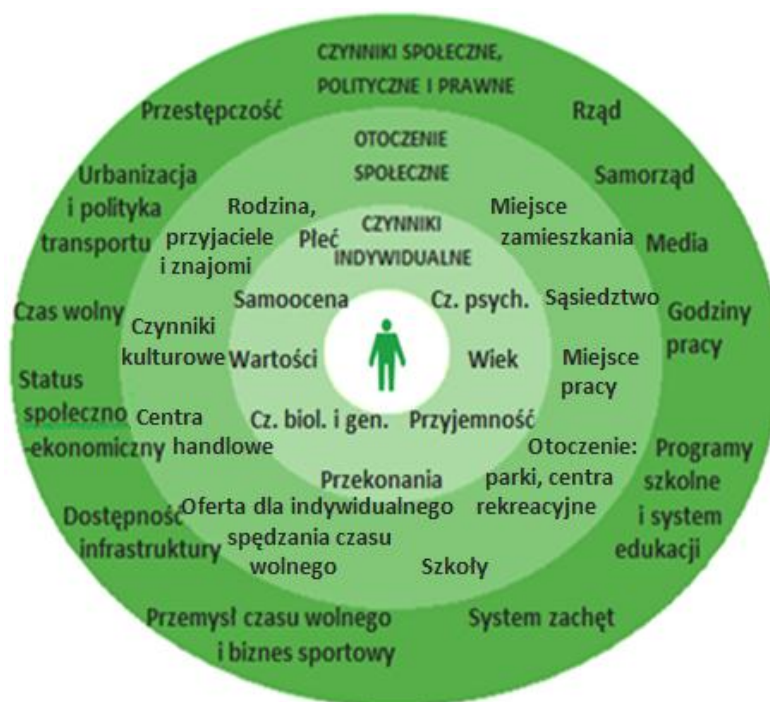 CZYNNIKI SPOŁECZNE,
POLITYCZNE I PRAWNE
Przestępczość
Rząd
Urbanizacja
i polityka
transportu
Samorząd
Media
Czas wolny
Godziny
pracy
Status
społeczno
-ekonomiczny
Programy
szkolne
i system
edukacji
Dostępność
infrastruktury
Przemysł czasu wolnego
i biznes sportowy
System zachęt
OTOCZENIE
SPOŁECZNE
Rodzina,
przyjaciele
i znajomi
Miejsce
zamieszkania
Sąsiedztwo
Czynniki
kulturowe
Miejsce
pracy
Centra
handlowe
Otoczenie:
parki, centra
rekreacyjne
Oferta dla indywidualnego
spędzania czasu
wolnego
Szkoły
CZYNNIKI
INDYWIDUALNE
Płeć
Samoocena
Cz. psych.
Wartości
Wiek
Cz. biol. i gen.
Przyjemność
Przekonania